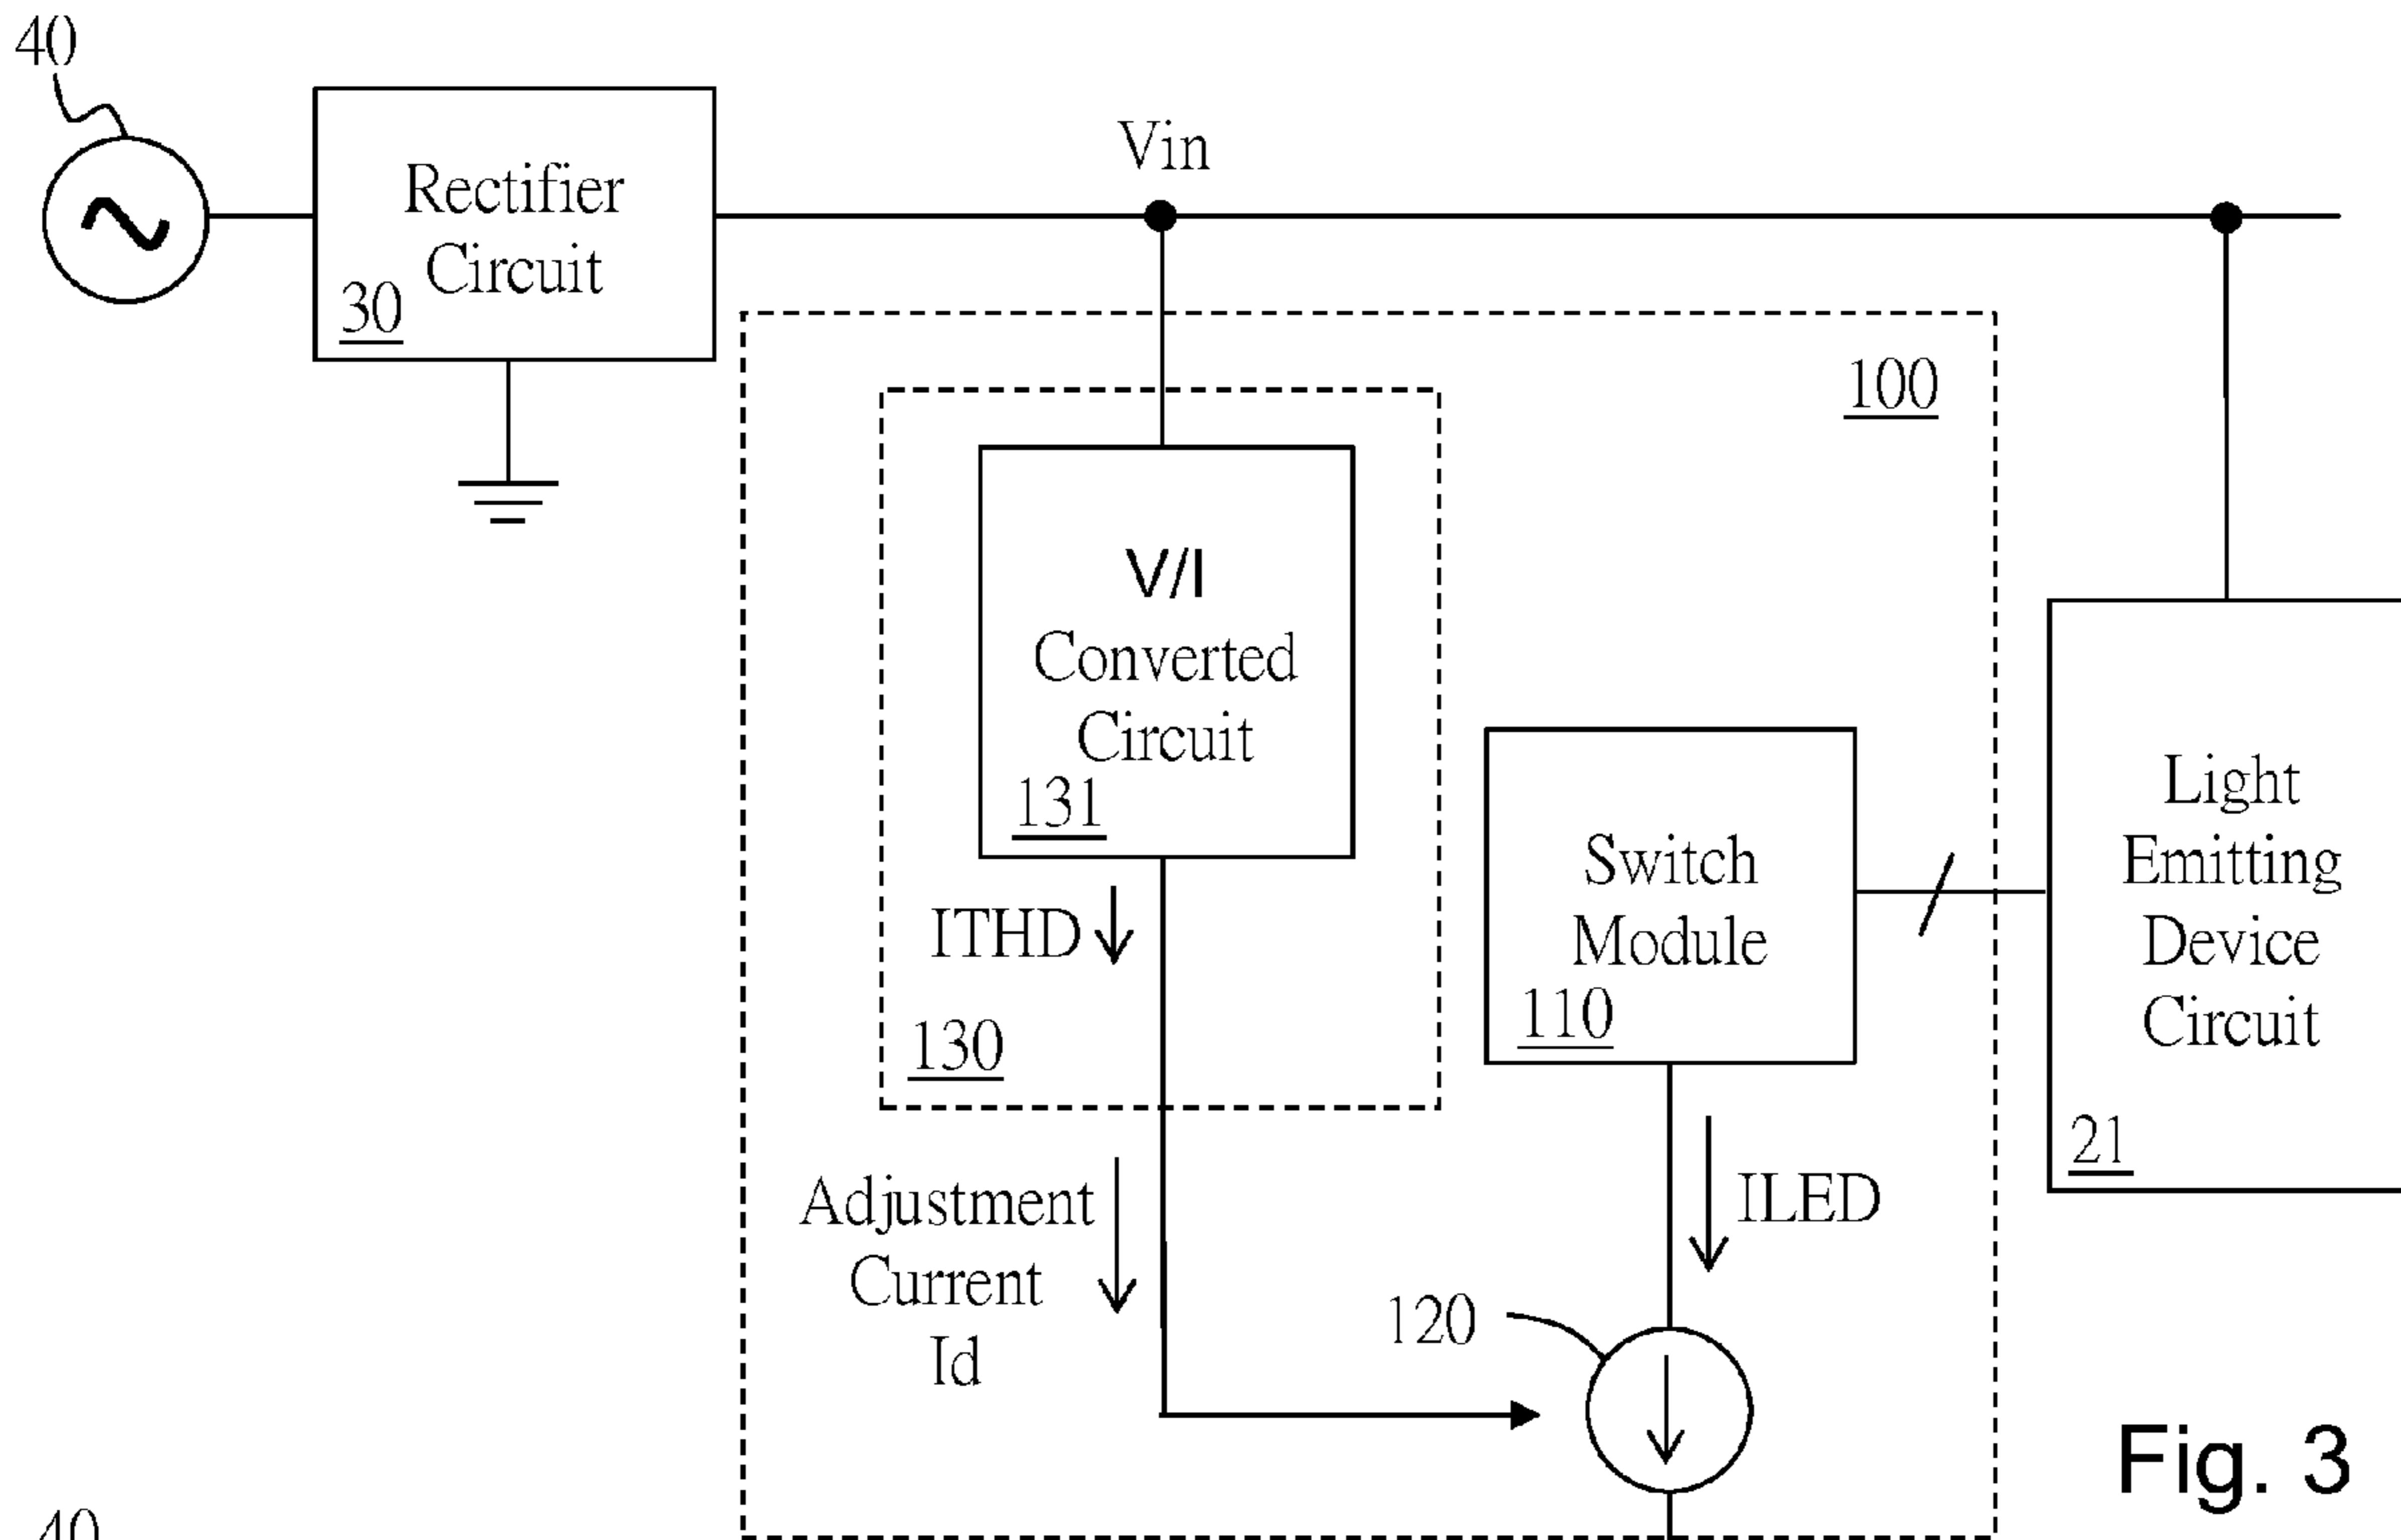 40
Rectifier
Circuit
30
Vin
100
V/I
Converted
Circuit
131
ITHD
130
Switch
Module
110
Light
Emitting
Device
Circuit
21
Adjustment
Current
Id
ILED
120
Fig. 3
40